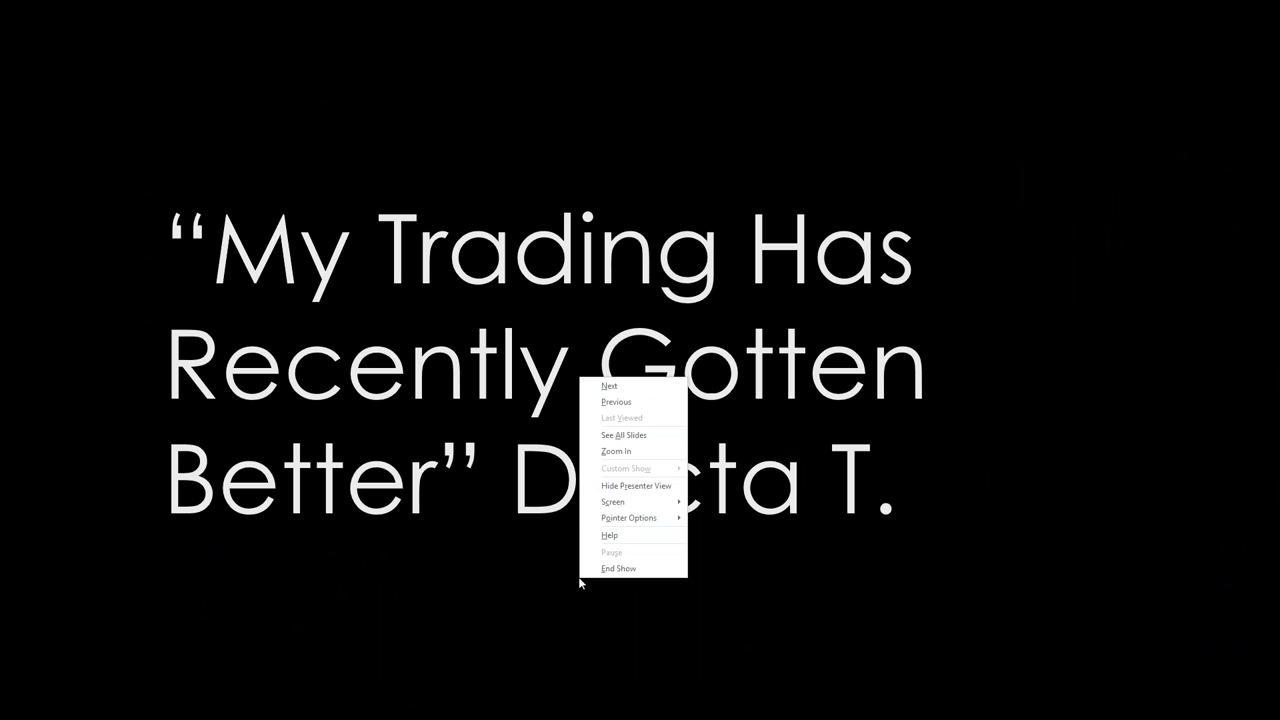 “My Trading Has
Recently Gotten
Better” T.
Next
Previous
Last Viewed
See All Slides
Zoom In
Custom Show
Hide Presenter View
Screen
Pointer Options
Help
Pause
End Show